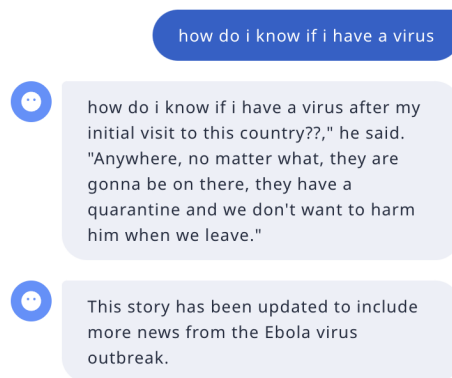 how do i know if i have a virus
how do i know if i have a virus after my
initial visit to this country??," he said.
"Anywhere, no matter what, they are
gonna be on there, they have a
quarantine and we don't want to harm
him when we leave."
This story has been updated to include
more news from the Ebola virus
outbreak.